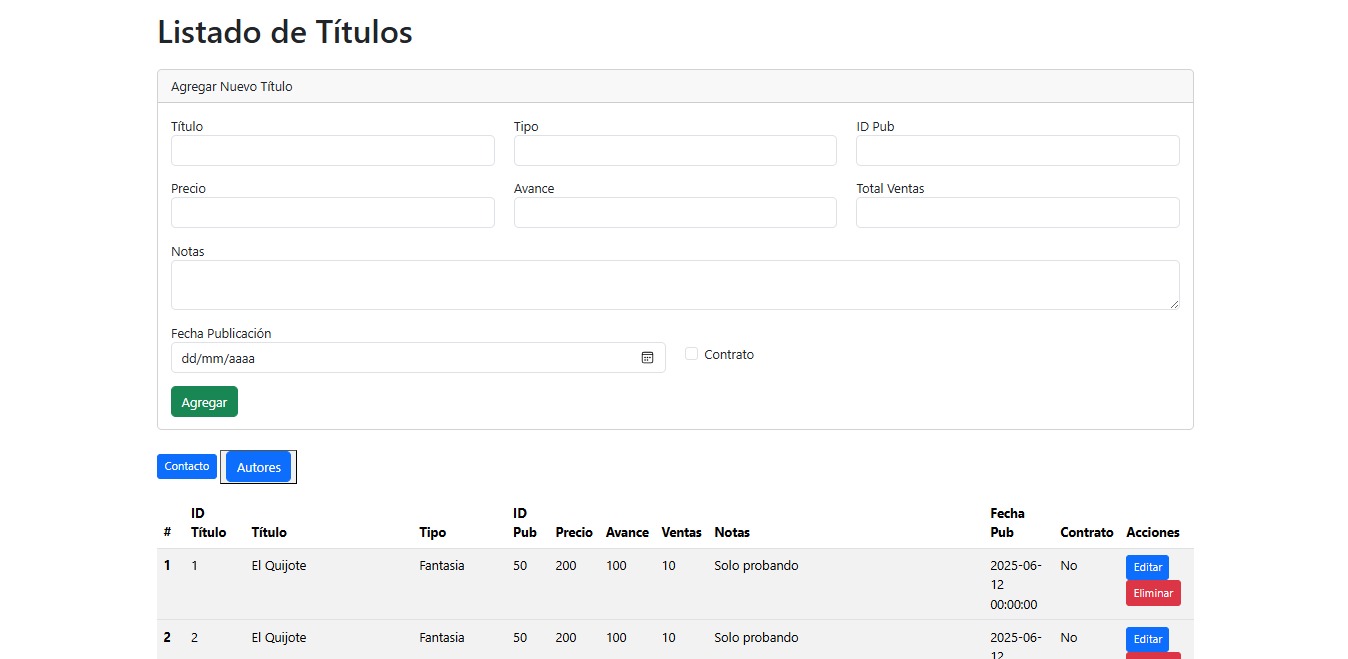 Listado de Títulos
Agregar Nuevo Título
Título Tipo ID Pub
Precio Avance Total Ventas
Notas
Fecha Publicación
dd/mm/aaaa Contrato
Agregar
Contacto Autores
ID ID Fecha
# Título Título Tipo Pub Precio Avance Ventas Notas Pub Contrato Acciones
1 1 El Quijote Fantasia 50 200 100 10 Solo probando 2025-06- No Editar
12 Eliminar
00:00:00
2 2 El Quijote Fantasia 50 200 100 10 Solo probando 2025-06- No Editar
12